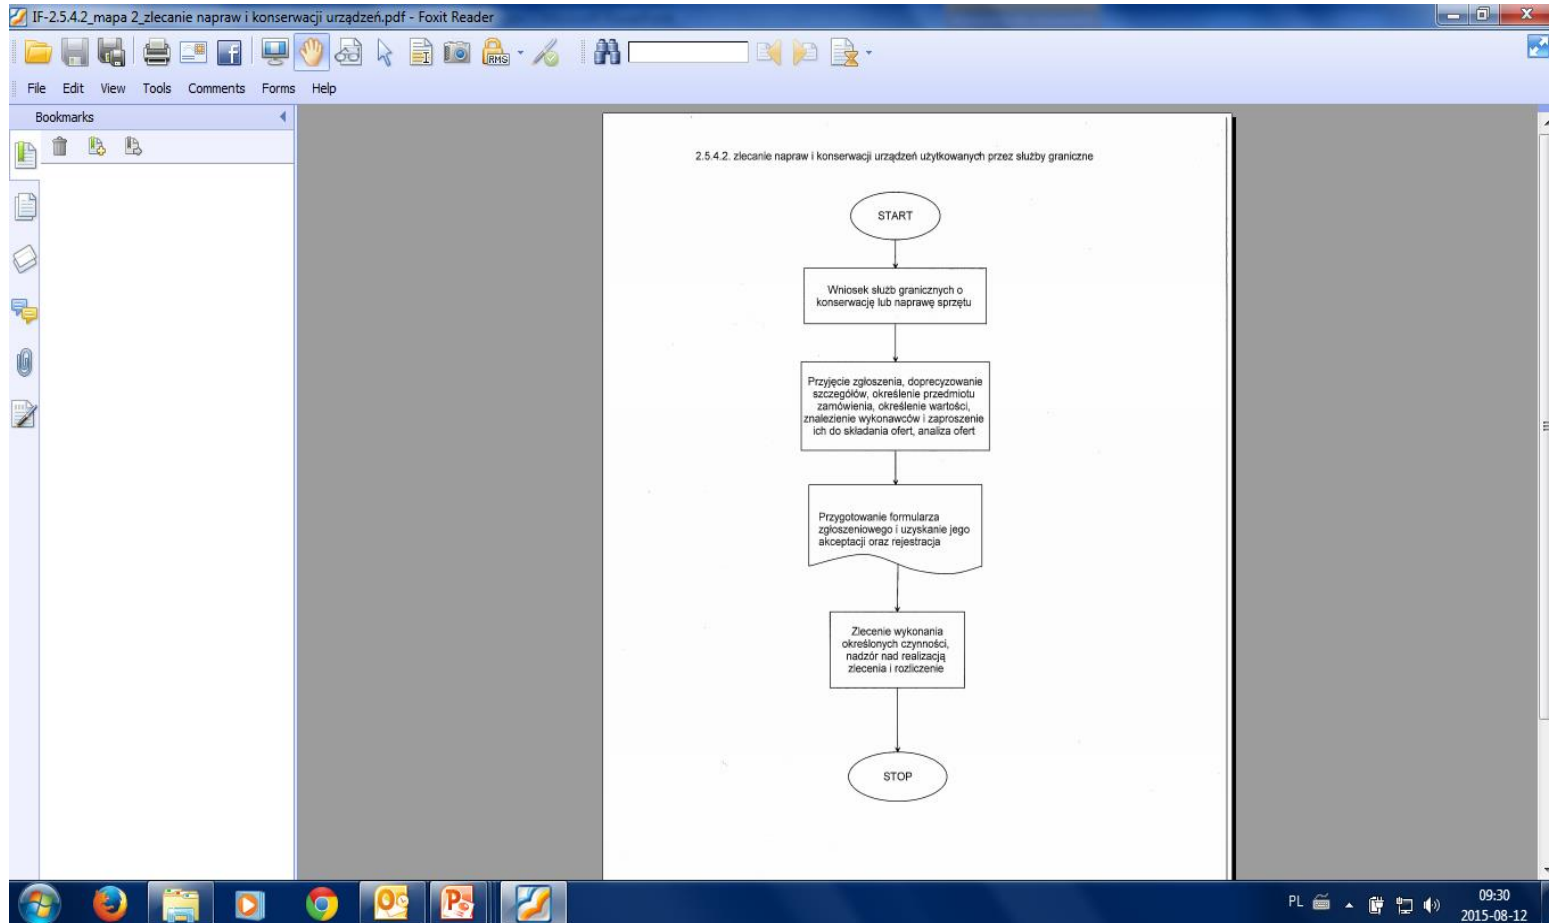 IF-2.5.4.2_mapa 2_zlecanie napraw i konserwacji urządzeń.pdf - Foxit Reader
RMS
File Edit View Tools Comments Forms Help
Bookmarks
2.5.4.2. zlecanie napraw i konserwacji urządzeń użytkowanych przez służby graniczne
START
Wniosek służb granicznych o
konserwację lub naprawę sprzętu
Przyjęcie zgłoszenia, doprecyzowanie
szczegółów, określenie przedmiotu
zamówienia, określenie wartości,
znalezienie wykonawców i zaproszenie
ich do składania ofert, analiza ofert
Przygotowanie formularza
zgłoszeniowego i uzyskanie jego
akceptacji oraz rejestracja
Zlecenie wykonania
określonych czynności,
nadzór nad realizacją
zlecenia i rozliczenie
STOP
PL
09:30
2015-08-12